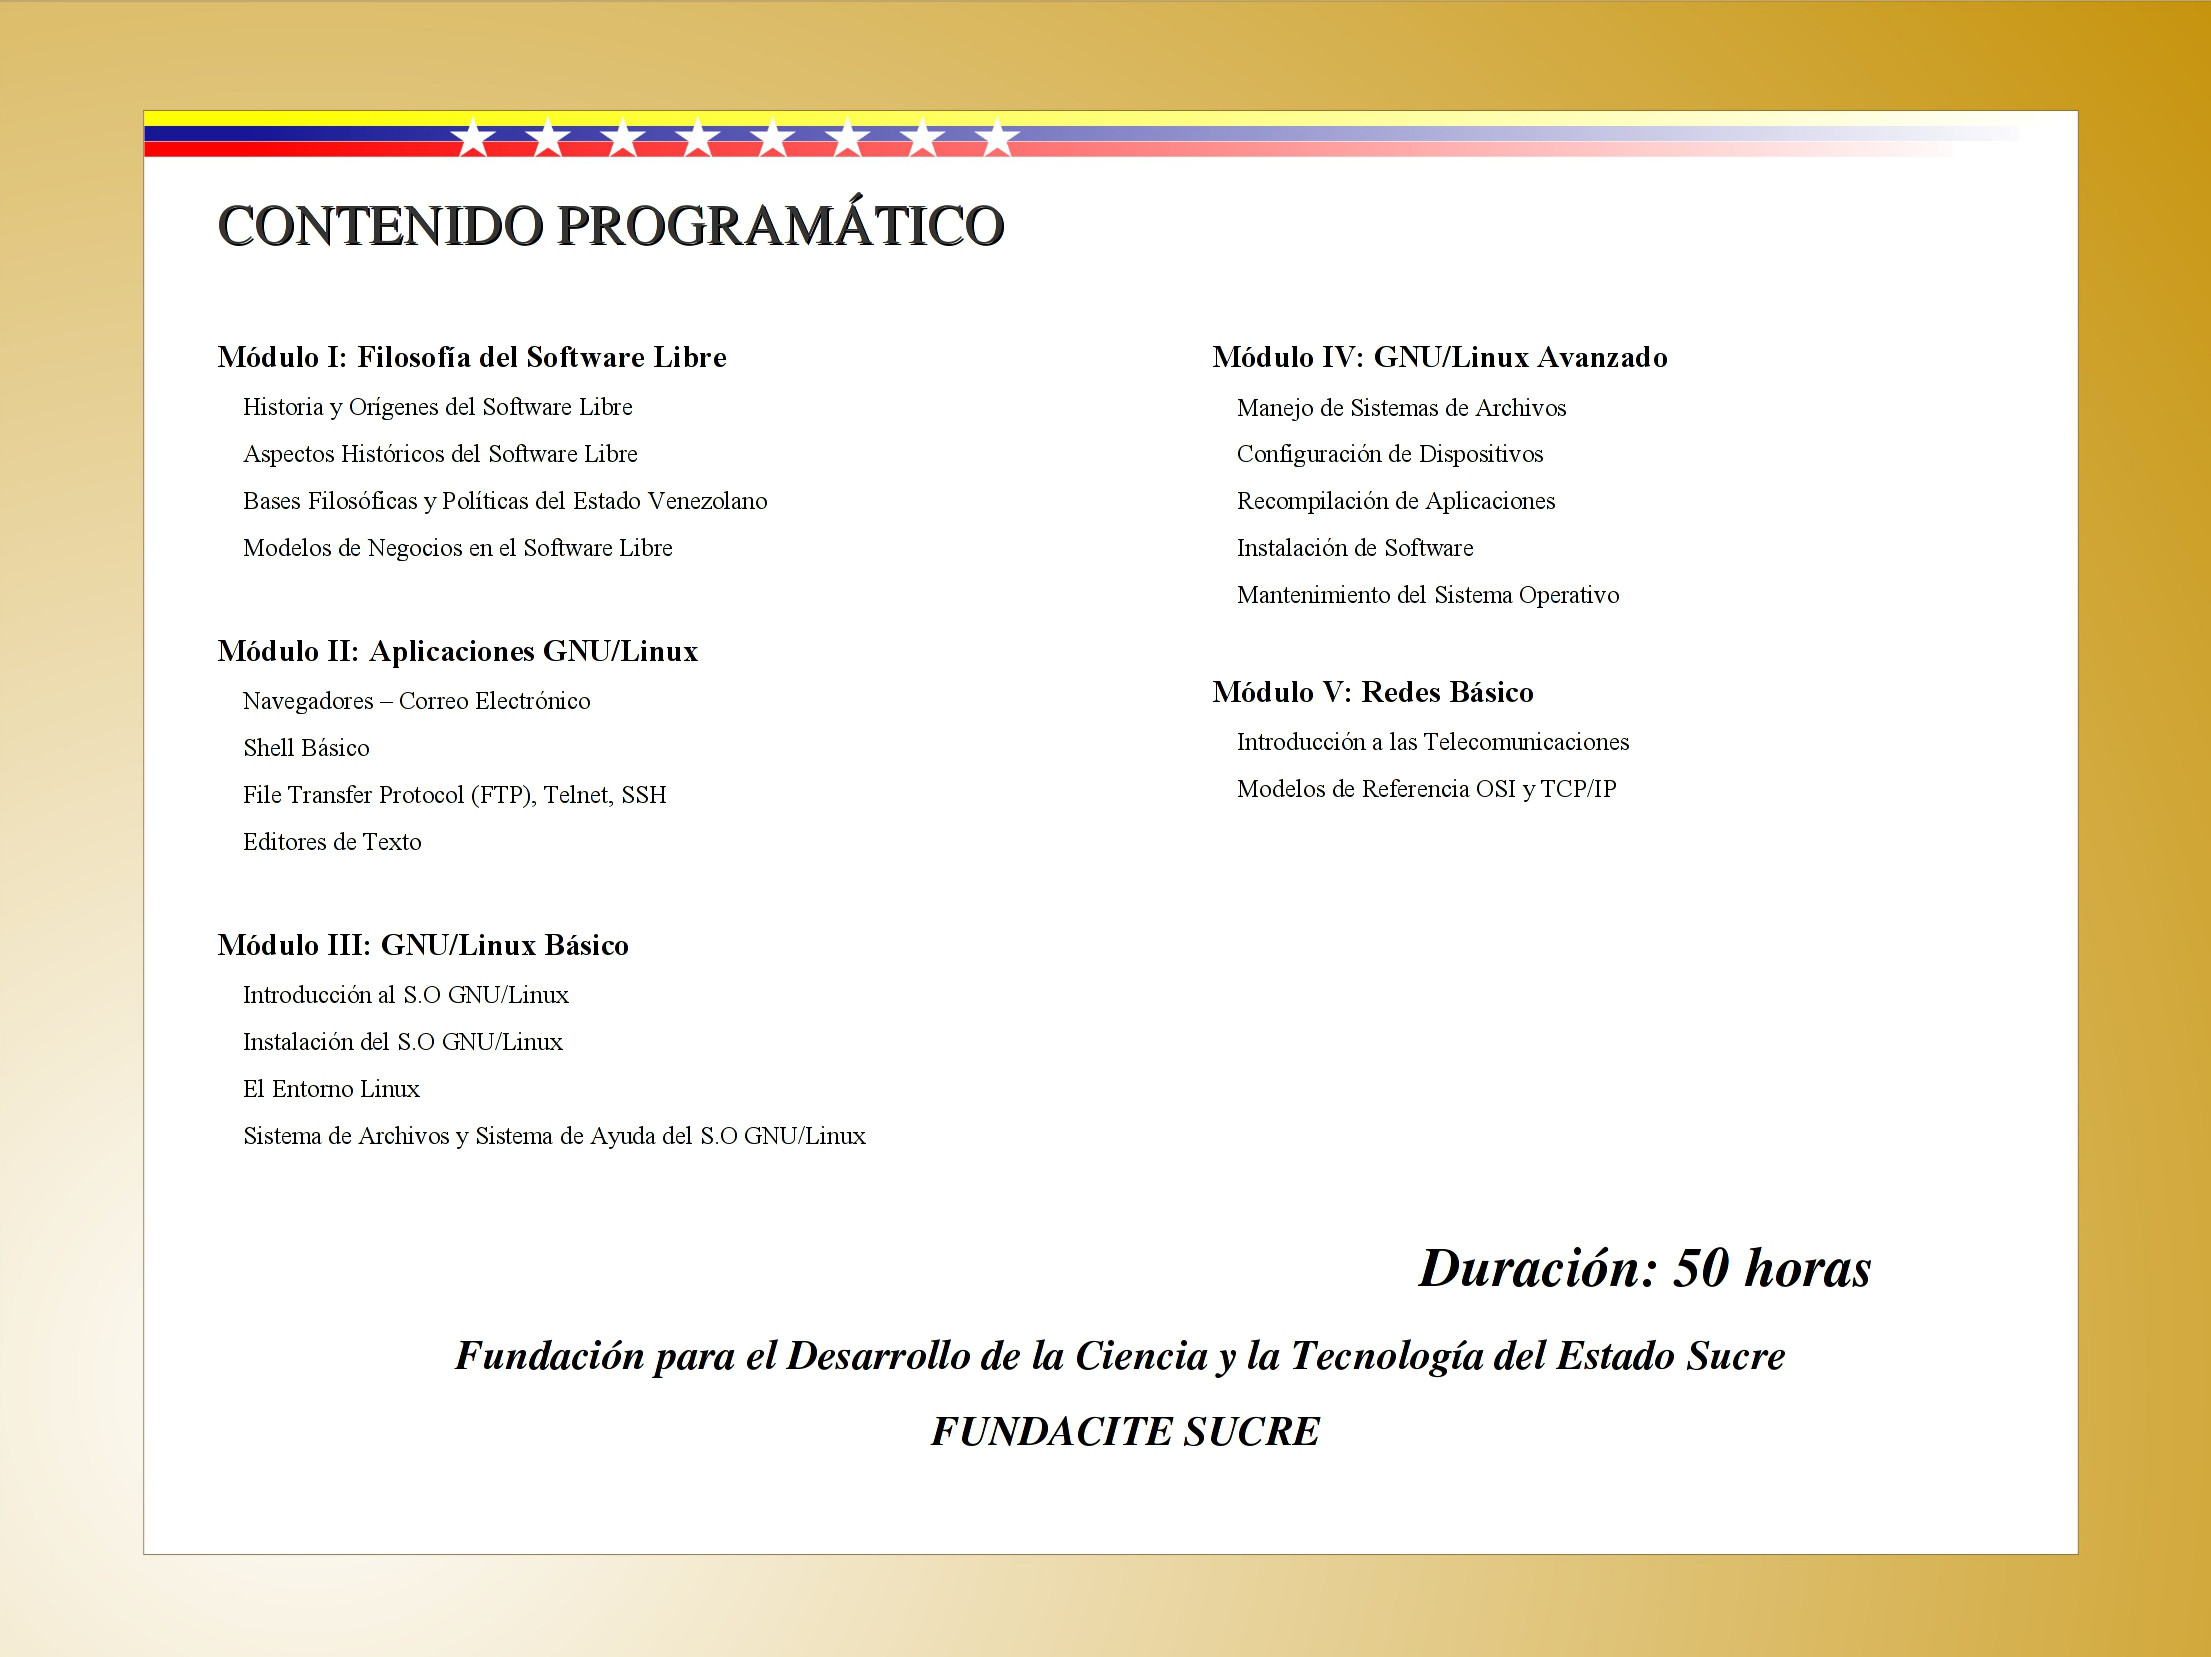 CONTENIDO PROGRAMÁTICO
Módulo I: Filosofía del Software Libre
Historia y Orígenes del Software Libre
Aspectos Históricos del Software Libre
Bases Filosóficas y Políticas del Estado Venezolano
Modelos de Negocios en el Software Libre
Módulo II: Aplicaciones GNU/Linux
Navegadores – Correo Electrónico
Shell Básico
File Transfer Protocol (FTP), Telnet, SSH
Editores de Texto
Módulo III: GNU/Linux Básico
Introducción al S.O GNU/Linux
Instalación del S.O GNU/Linux
El Entorno Linux
Sistema de Archivos y Sistema de Ayuda del S.O GNU/Linux
Módulo IV: GNU/Linux Avanzado
Manejo de Sistemas de Archivos
Configuración de Dispositivos
Recompilación de Aplicaciones
Instalación de Software
Mantenimiento del Sistema Operativo
Módulo V: Redes Básico
Introducción a las Telecomunicaciones
Modelos de Referencia OSI y TCP/IP
Duración: 50 horas
Fundación para el Desarrollo de la Ciencia y la Tecnología del Estado Sucre
FUNDACITE SUCRE